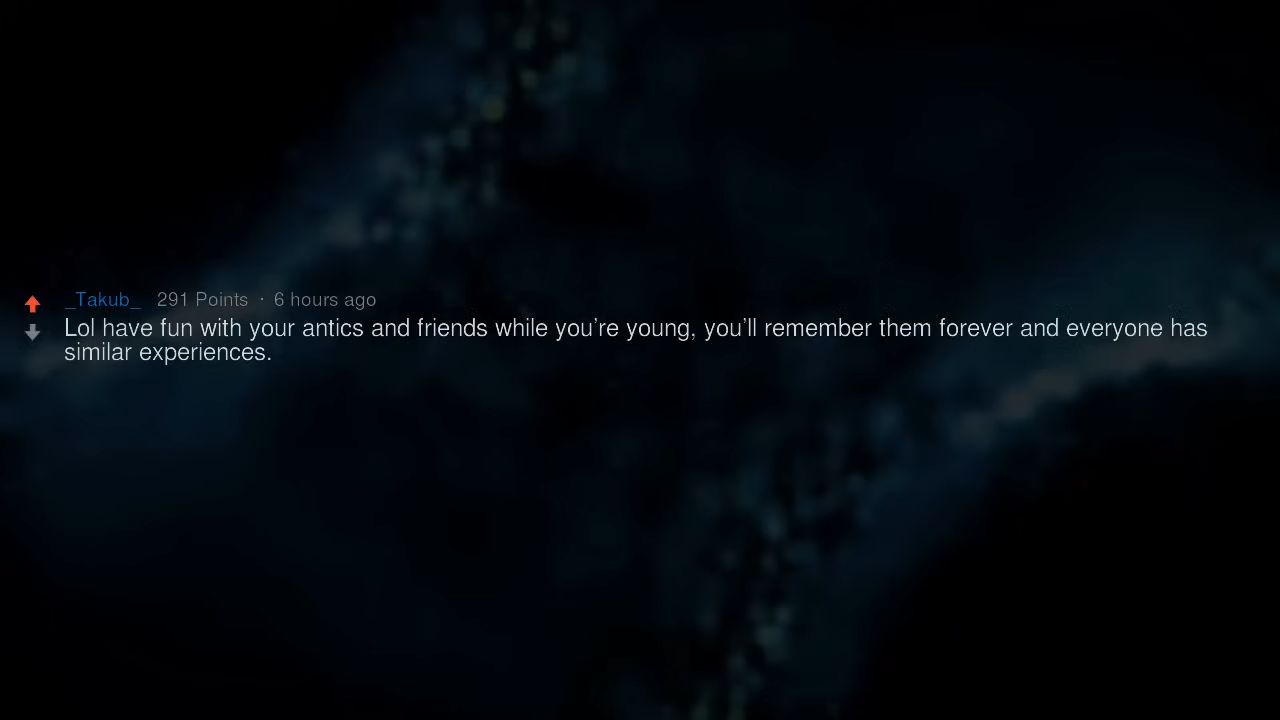 _Takub_ 291 Points · 6 hours ago
Lol have fun with your antics and friends while you're young, you'll remember them forever and everyone has
similar experiences.